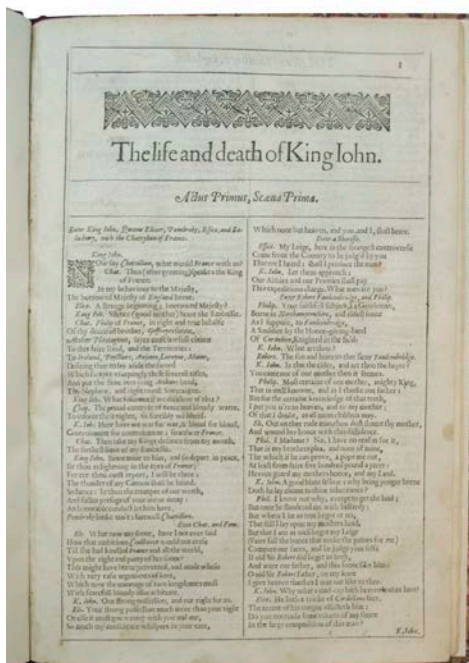 1
The life and death of King Iohn.
Actus Primus, Scæna Prima.
Enter King Iohn, Queene Elinor, Pembroke, Essex, and Sa-
lisbury, with the Chattylion of France.
King Iohn.
NOw say Chatillion, what would France with vs?
Chat. Thus (after greeting) speakes the King
of France,
In my behauiour to the Maiesty,
The borrowed Maiesty of England heere.
Elea. A strange beginning: borrowed Maiesty?
K. Iohn. Silence (good mother) heare the Embassie.
Chat. Philip of France, in right and true behalfe
Of thy deceased brother, Geffreyes sonne,
Arthur Plantaginet, laies most lawfull claime
To this faire Iland, and the Territories:
To Ireland, Poyctiers, Aniowe, Torayne, Maine,
Desiring thee to lay aside the sword
Which swaies vsurpingly these seuerall titles,
And put the same into yong Arthurs hand,
Thy Nephew, and right royall Soueraigne.
K. Iohn. What followes if we disallow of this?
Chat. The proud controle of fierce and bloudy warre,
To inforce these rights, so forcibly with-held,
K. Io. Heere haue we war for war, & bloud for bloud,
Controlement for controlement: so answer France.
Chat. Then take my Kings defiance from my mouth,
The farthest limit of my Embassie.
K. Iohn. Beare mine to him, and so depart in peace,
Be thou as lightning in the eies of France;
For ere thou canst report, I will be there:
The thunder of my Cannon shall be heard.
So hence: be thou the trumpet of our wrath,
And sullen presage of your owne decay:
An honourable conduct let him haue,
Pembroke looke too't: farewell Chattillion.
Exit Chat. and Pem.
Ele. What now my sonne, haue I not euer said
How that ambitious Constance would not cease
Till she had kindled France and all the world,
Vpon the right and party of her sonne.
This might haue beene preuented, and made whole
With very easie arguments of loue,
Which now the mannage of two kingdomes must
With fearefull bloudy issue arbitrate.
K. Iohn. Our strong possession, and our right for vs.
Eli. Your strong possessiō much more then your right,
Or else it must go wrong with you and me,
So much my conscience whispers in your eare,
Which none but heauen, and you, and I, shall heare.
Enter a Sheriffe.
Essex. My Liege, here is the strangest controuersie
Come from the Country to be iudg'd by you
That ere I heard: shall I produce the men?
K. Iohn. Let them approach:
Our Abbies and our Priories shall pay
This expeditions charge: what men are you?
Enter Robert Faulconbridge, and Philip.
Philip. Your faithfull subiect, I a gentleman,
Borne in Northamptonshire, and eldest sonne
As I suppose, to Robert Faulconbridge,
A Souldier by the Honor-giuing-hand
Of Cordelion, Knighted in the field.
K. Iohn. What art thou?
Robert. The son and heire to that same Faulconbridge.
K. Iohn. Is that the elder, and art thou the heyre?
You came not of one mother then it seemes.
Philip. Most certain of one mother, mighty King,
That is well knowne, and as I thinke one father:
But for the certaine knowledge of that truth,
I put you o're to heauen, and to my mother;
Of that I doubt, as all mens children may.
Eli. Out on thee rude man, ŷ dost shame thy mother,
And wound her honor with this diffidence.
Phil. I Madame? No, I haue no reason for it,
That is my brothers plea, and none of mine,
The which if he can proue, a pops me out,
At least from faire fiue hundred pound a yeere:
Heauen guard my mothers honor, and my Land.
K. Iohn. A good blunt fellow: why being yonger born
Doth he lay claime to thine inheritance?
Phil. I know not why, except to get the land:
But once he slanderd me with bastardy:
But where I be as true begot or no,
That still I lay vpon my mothers head,
But that I am as well begot my Liege
(Faire fall the bones that tooke the paines for me)
Compare our faces, and be Iudge your selfe
If old Sir Robert did beget vs both,
And were our father, and this sonne like him:
O old sir Robert Father, on my knee
I giue heauen thankes I was not like to thee.
K. Iohn. Why what a mad-cap hath heauen lent vs here?
Elen. He hath a tricke of Cordelions face,
The accent of his tongue affecteth him:
Do you not read some tokens of my sonne
In the large composition of this man?
K. Iohn.